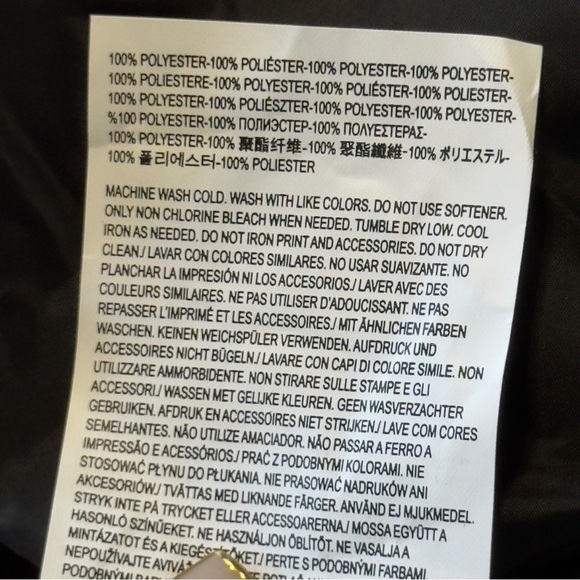 100% POLYESTER-100% POLIÉSTER-100% POLYESTER-100% POLYESTER-
100% POLIESTERE-100% POLYESTER-100% POLIÉSTER-100% POLIESTER-
100% POLYESTER-100% POLIÉSZTER-100% POLYESTER-100% POLYESTER-
%100 POLYESTER-100% ПОЛИЭСТЕР-100% ΠΟΛΥΕΣΤΕΡΑΣ-
100% POLYESTER-100% 聚酯纤维-100% 聚酯纖維-100% ポリエステル-
100% 폴리에스터-100% POLIESTER
MACHINE WASH COLD. WASH WITH LIKE COLORS. DO NOT USE SOFTENER.
ONLY NON CHLORINE BLEACH WHEN NEEDED. TUMBLE DRY LOW. COOL
IRON AS NEEDED. DO NOT IRON PRINT AND ACCESSORIES. DO NOT DRY
CLEAN./ LAVAR CON COLORES SIMILARES. NO USAR SUAVIZANTE. NO
PLANCHAR LA IMPRESIÓN NI LOS ACCESORIOS./ LAVER AVEC DES
COULEURS SIMILAIRES. NE PAS UTILISER D'ADOUCISSANT. NE PAS
REPASSER L'IMPRIMÉ ET LES ACCESSOIRES./ MIT ÄHNLICHEN FARBEN
WASCHEN. KEINEN WEICHSPÜLER VERWENDEN. AUFDRUCK UND
ACCESSOIRES NICHT BÜGELN./ LAVARE CON CAPI DI COLORE SIMILE. NON
UTILIZZARE AMMORBIDENTE. NON STIRARE SULLE STAMPE E GLI
ACCESSORI./ WASSEN MET GELIJKE KLEUREN. GEEN WASVERZACHTER
GEBRUIKEN. AFDRUK EN ACCESSOIRES NIET STRIJKEN./ LAVE COM CORES
SEMELHANTES. NÃO UTILIZE AMACIADOR. NÃO PASSAR A FERRO A
IMPRESSÃO E ACESSÓRIOS./ PRAĆ Z PODOBNYMI KOLORAMI. NIE
STOSOWAĆ PŁYNU DO PŁUKANIA. NIE PRASOWAĆ NADRUKÓW ANI
AKCESORIÓW./ TVÄTTAS MED LIKNANDE FÄRGER. ANVÄND EJ MJUKMEDEL.
STRYK INTE PÅ TRYCKET ELLER ACCESSOARERNA./ MOSSA EGYÜTT A
HASONLÓ SZÍNŰEKET. NE HASZNÁLJON ÖBLÍTŐT. NE VASALJA A
MINTÁZATOT ÉS A KIEGÉSZÍTŐKET./ PERTE S PODOBNÝMI FARBAMI
NEPOUŽÍVAJTE
PODOBNÝMI